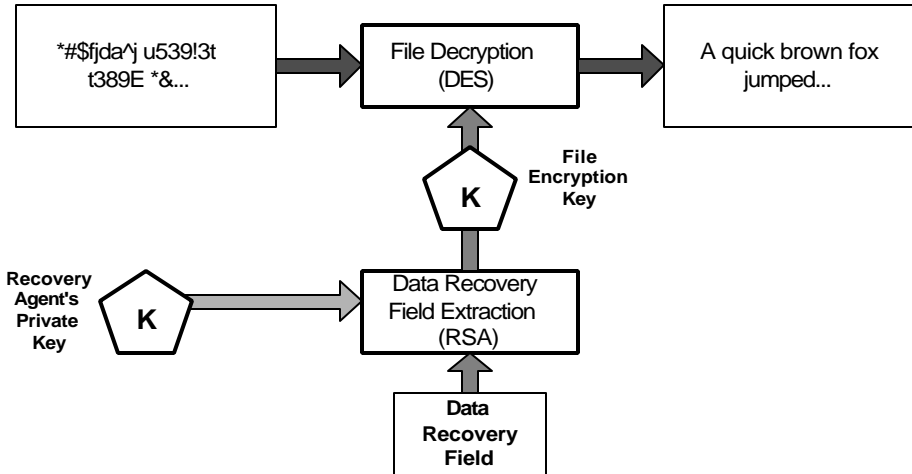 *#$fjda^j u539!3t
t389E *&...
File Decryption
(DES)
A quick brown fox
jumped...
K
File
Encryption
Key
Recovery
Agent's
Private
Key
K
Data Recovery
Field Extraction
(RSA)
Data
Recovery
Field